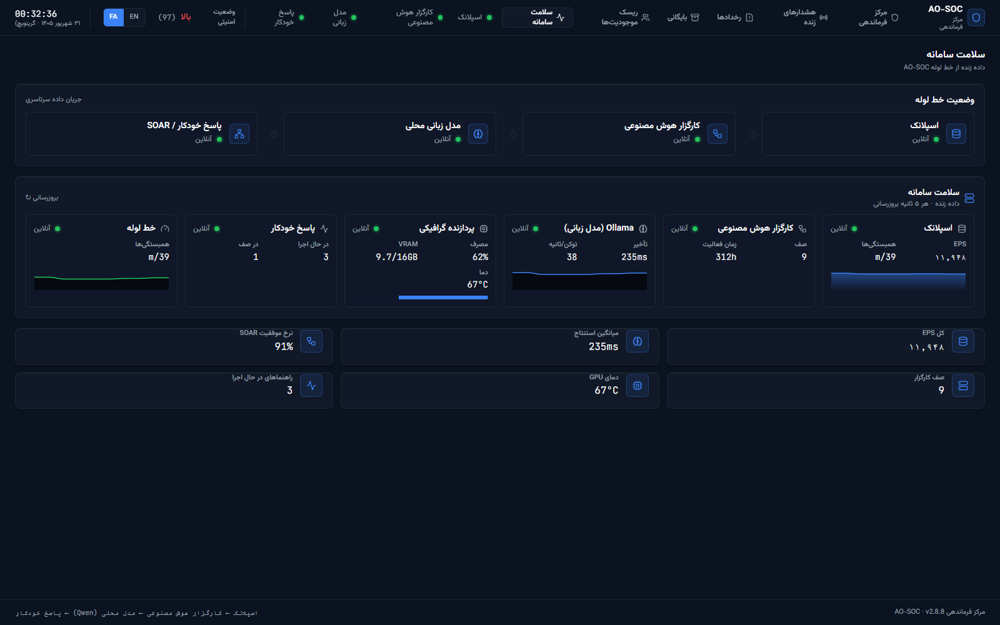 AO-SOC
مرکز
فرماندهی
مرکز
فرماندهی
هشدارهای
زنده
رخدادها
بایگانی
ریسک
موجودیت‌ها
سلامت
سامانه
اسپلانک
کارگزار هوش
مصنوعی
مدل
زبانی
پاسخ
خودکار
وضعیت
امنیتی
بالا (97)
EN
FA
00:32:36
۳۱ شهریور ۱۴۰۵ · گرینویچ)
سلامت سامانه
داده زنده از خط لوله AO-SOC
وضعیت خط لوله
جریان داده سرتاسری
اسپلانک
آنلاین
کارگزار هوش مصنوعی
آنلاین
مدل زبانی محلی
آنلاین
پاسخ خودکار / SOAR
آنلاین
سلامت سامانه
داده زنده · هر ۵ ثانیه بروزرسانی
بروزرسانی ↻
اسپلانک
آنلاین
EPS
همبستگی‌ها
۱۱,۹۴۸
39/m
کارگزار هوش مصنوعی
آنلاین
صف
زمان فعالیت
9
312h
Ollama (مدل زبانی)
آنلاین
تأخیر
توکن/ثانیه
235ms
38
پردازنده گرافیکی
آنلاین
مصرف
VRAM
62%
9.7/16GB
دما
67°C
پاسخ خودکار
آنلاین
در حال اجرا
در صف
3
1
خط لوله
آنلاین
همبستگی‌ها
39/m
کل EPS
۱۱,۹۴۸
میانگین استنتاج
235ms
نرخ موفقیت SOAR
91%
صف کارگزار
9
دمای GPU
67°C
راهنماهای در حال اجرا
3
مرکز فرماندهی AO-SOC · v2.8.8
اسپلانک ← کارگزار هوش مصنوعی ← مدل محلی (Qwen) ← پاسخ خودکار